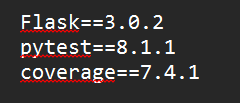 Flask==3.0.2
pytest==8.1.1
coverage==7.4.1